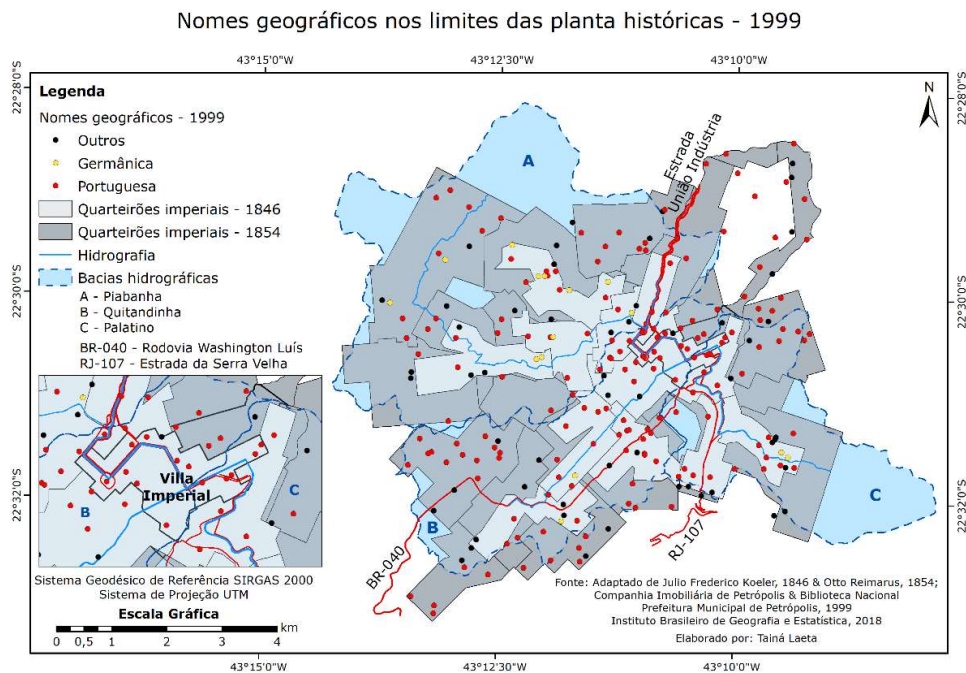 Nomes geográficos nos limites das planta históricas - 1999
43°15'0"W
43°12'30"W
43°10'0"W
22°28'0"S
22°28'0"S
Legenda
Nomes geográficos - 1999
Outros
Germânica
Portuguesa
Quarteirões imperiais - 1846
Quarteirões imperiais - 1854
Hidrografia
Bacias hidrográficas
A - Piabanha
B - Quitandinha
C - Palatino
BR-040 - Rodovia Washington Luís
RJ-107 - Estrada da Serra Velha
N
A
Estrada
União Indústria
22°30'0"S
22°30'0"S
Villa
Imperial
B
C
22°32'0"S
22°32'0"S
B
C
BR-040
RJ-107
Sistema Geodésico de Referência SIRGAS 2000
Sistema de Projeção UTM
Escala Gráfica
km
0 0,5 1 2 3 4
Fonte: Adaptado de Julio Frederico Koeler, 1846 & Otto Reimarus, 1854;
Companhia Imobiliária de Petrópolis & Biblioteca Nacional
Prefeitura Municipal de Petrópolis, 1999
Instituto Brasileiro de Geografia e Estatística, 2018
Elaborado por: Tainá Laeta
43°15'0"W
43°12'30"W
43°10'0"W